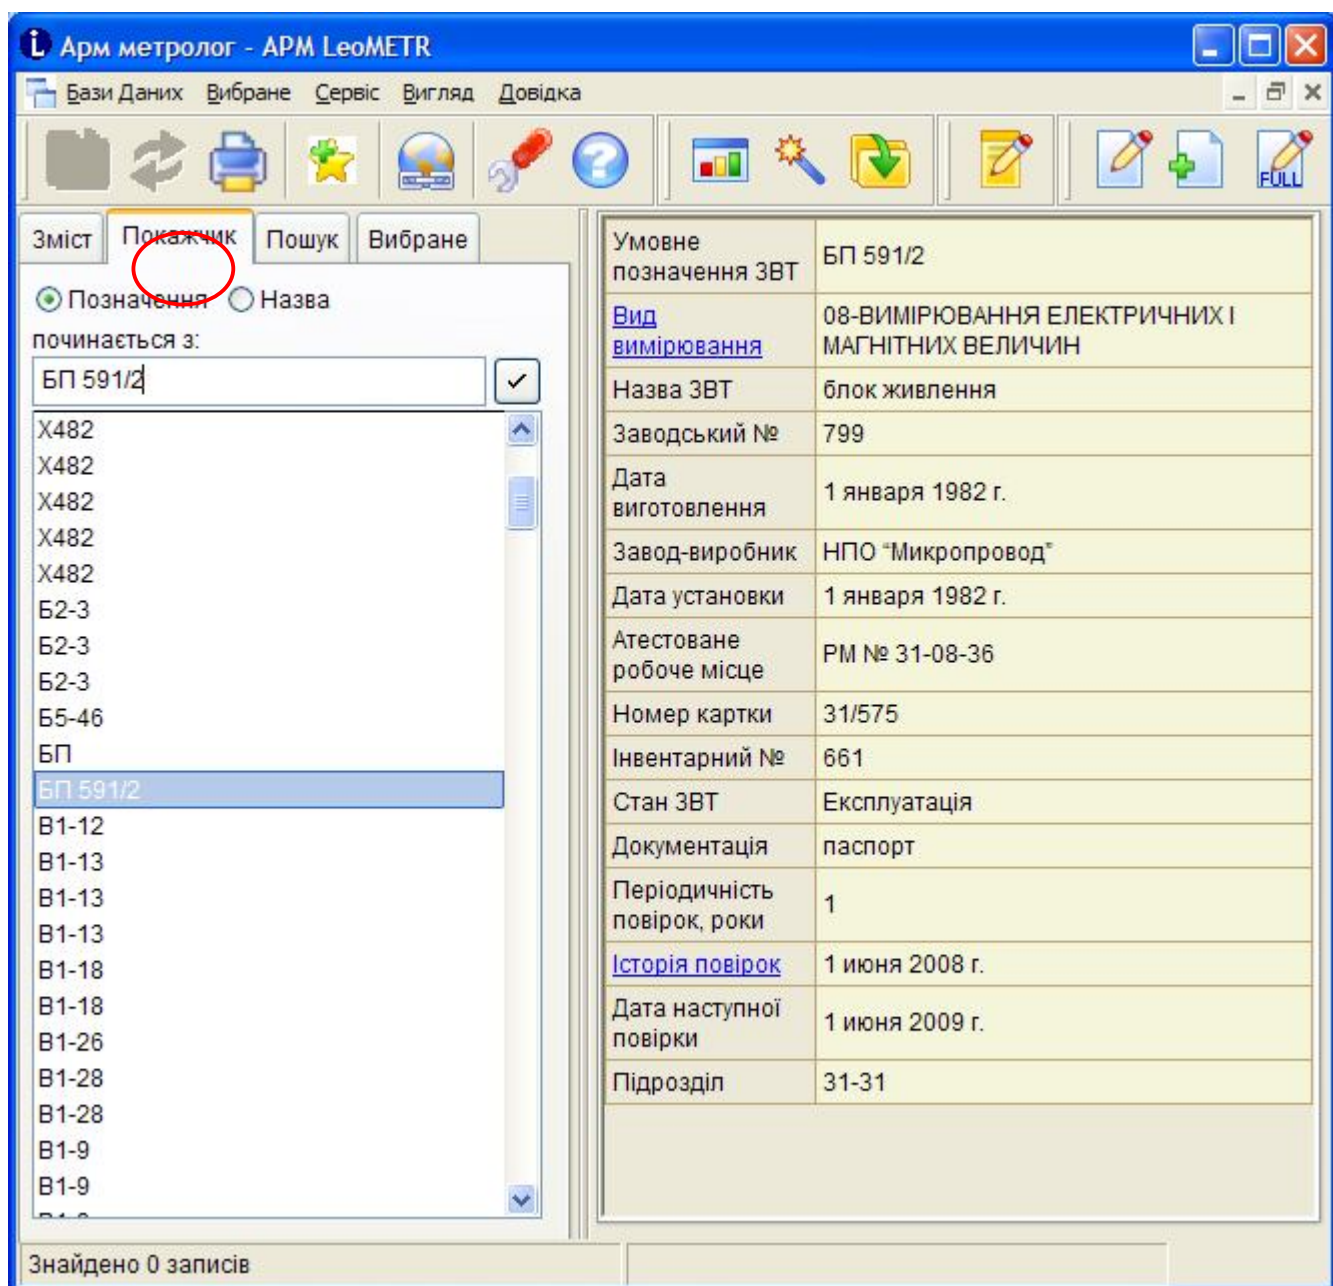 Арм метролог - АРМ LeoMETR
Бази Даних Вибране Сервіс Вигляд Довідка
FULL
Зміст Покажчик Пошук Вибране
Позначення Назва
починається з:
БП 591/2
Х482
Х482
Х482
Х482
Х482
Б2-3
Б2-3
Б2-3
Б5-46
БП
БП 591/2
В1-12
В1-13
В1-13
В1-13
В1-18
В1-18
В1-26
В1-28
В1-28
В1-9
В1-9
Умовне
позначення ЗВТ
БП 591/2
Вид
вимірювання
08-ВИМІРЮВАННЯ ЕЛЕКТРИЧНИХ І
МАГНІТНИХ ВЕЛИЧИН
Назва ЗВТ блок живлення
Заводський № 799
Дата
виготовлення
1 января 1982 г.
Завод-виробник НПО “Микропровод”
Дата установки 1 января 1982 г.
Атестоване
робоче місце
РМ № 31-08-36
Номер картки 31/575
Інвентарний № 661
Стан ЗВТ Експлуатація
Документація паспорт
Періодичність
повірок, роки
1
Історія повірок 1 июня 2008 г.
Дата наступної
повірки
1 июня 2009 г.
Підрозділ 31-31
Знайдено 0 записів